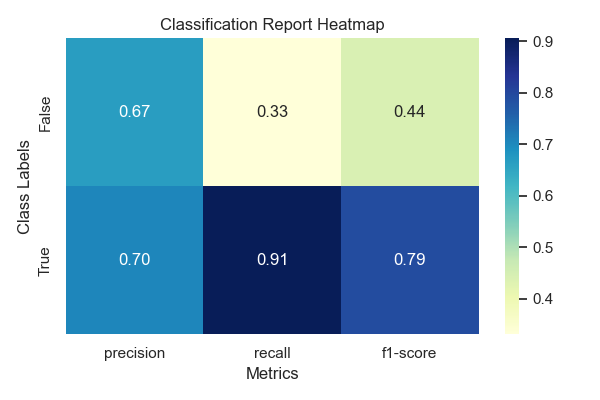 Classification Report Heatmap
Class Labels
False
0.67 0.33 0.44
True
0.70 0.91 0.79
precision recall f1-score
Metrics
0.9
0.8
0.7
0.6
0.5
0.4